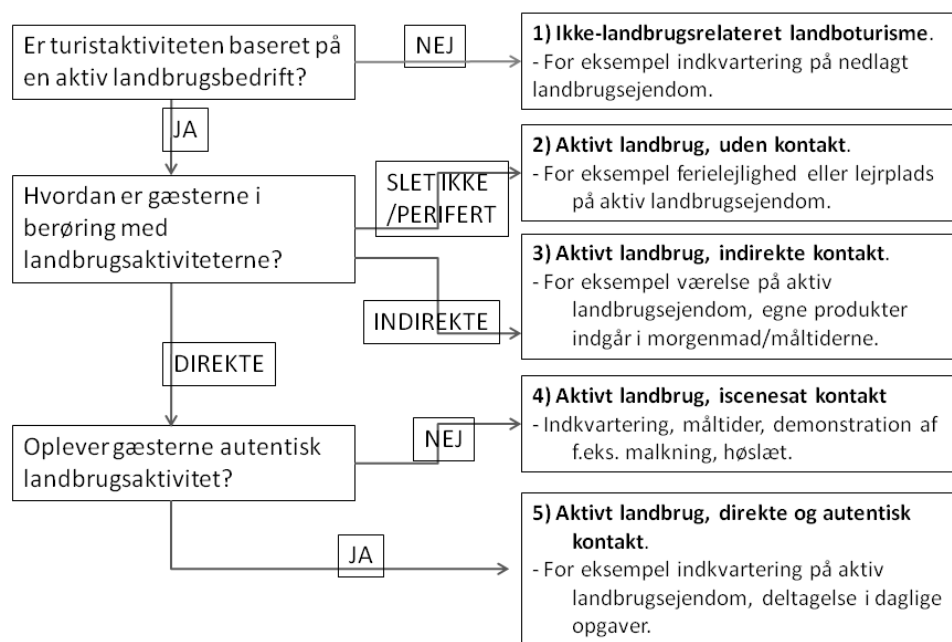 Er turistaktiviteten baseret på
en aktiv landbrugsbedrift?
NEJ
1) Ikke-landbrugsrelateret landboturisme.
- For eksempel indkvartering på nedlagt
landbrugsejendom.
JA
Hvordan er gæsterne i
berøring med
landbrugsaktiviteterne?
SLET IKKE
/PERIFERT
2) Aktivt landbrug, uden kontakt.
- For eksempel ferielejlighed eller lejrplads
på aktiv landbrugsejendom.
INDIREKTE
3) Aktivt landbrug, indirekte kontakt.
- For eksempel værelse på aktiv
landbrugsejendom, egne produkter
indgår i morgenmad/måltiderne.
DIREKTE
Oplever gæsterne autentisk
landbrugsaktivitet?
NEJ
4) Aktivt landbrug, iscenesat kontakt
- Indkvartering, måltider, demonstration af
f.eks. malkning, høslæt.
JA
5) Aktivt landbrug, direkte og autentisk
kontakt.
- For eksempel indkvartering på aktiv
landbrugsejendom, deltagelse i daglige
opgaver.